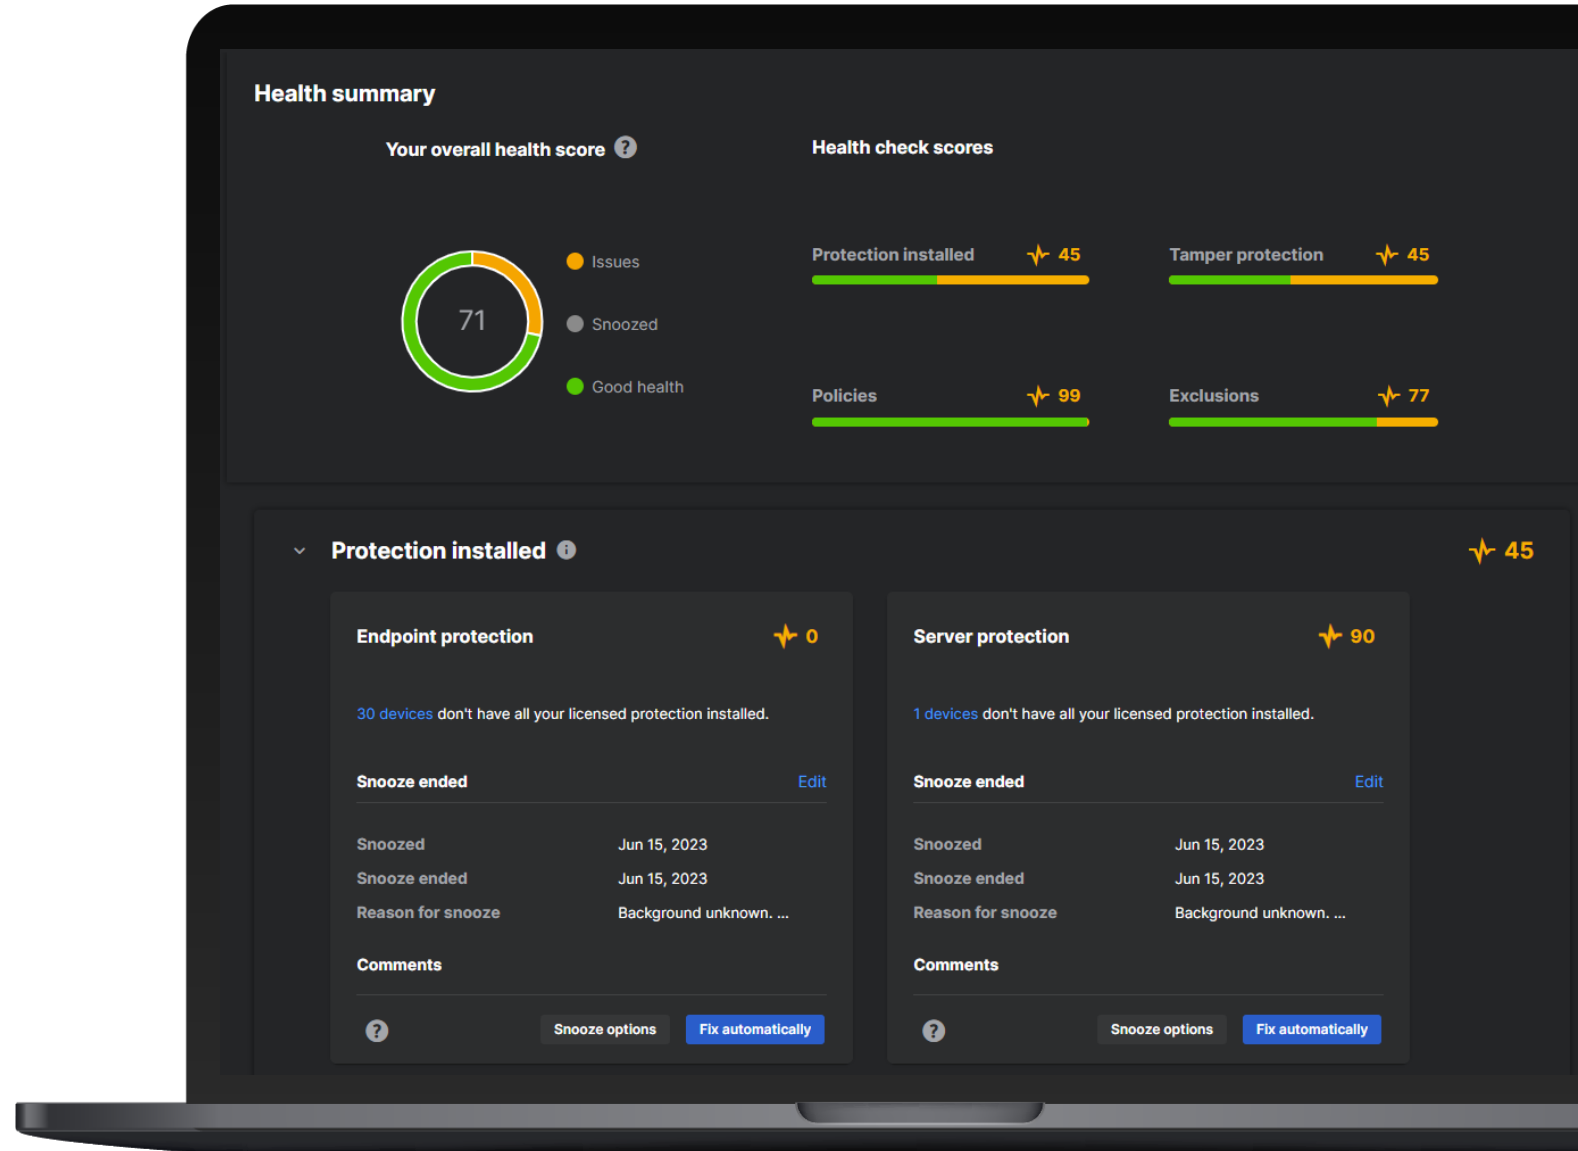 Health summary
Your overall health score ?
Health check scores
71
Issues
Snoozed
Good health
Protection installed 45
Tamper protection 45
Policies 99
Exclusions 77
Protection installed i 45
Endpoint protection 0
30 devices don't have all your licensed protection installed.
Snooze ended Edit
Snoozed Jun 15, 2023
Snooze ended Jun 15, 2023
Reason for snooze Background unknown. ...
Comments
? Snooze options Fix automatically
Server protection 90
1 devices don't have all your licensed protection installed.
Snooze ended Edit
Snoozed Jun 15, 2023
Snooze ended Jun 15, 2023
Reason for snooze Background unknown. ...
Comments
? Snooze options Fix automatically